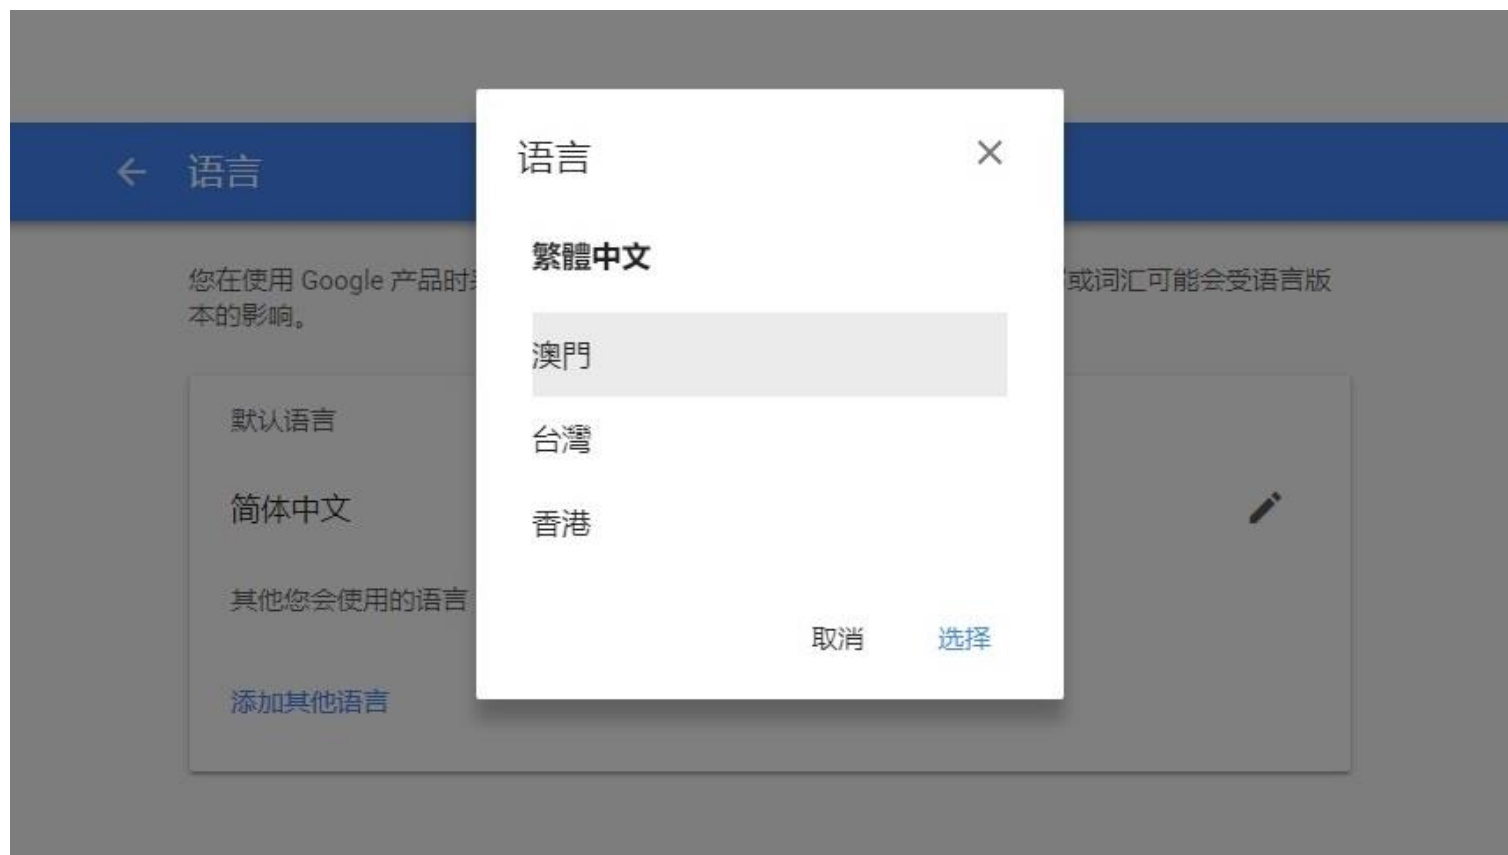 语言
语言
繁體中文
您在使用 Google 产品时
或词汇可能会受语言版
本的影响。
澳門
默认语言
台灣
简体中文
香港
其他您会使用的语言
取消
选择
添加其他语言